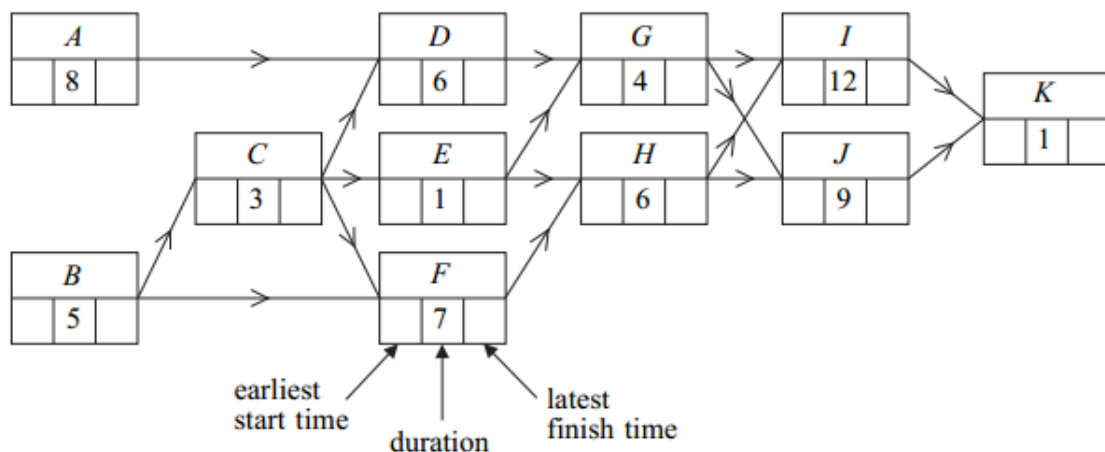 A
8
D
6
G
4
I
12
K
1
C
3
E
1
H
6
J
9
B
5
F
7
earliest
start time
duration
latest
finish time